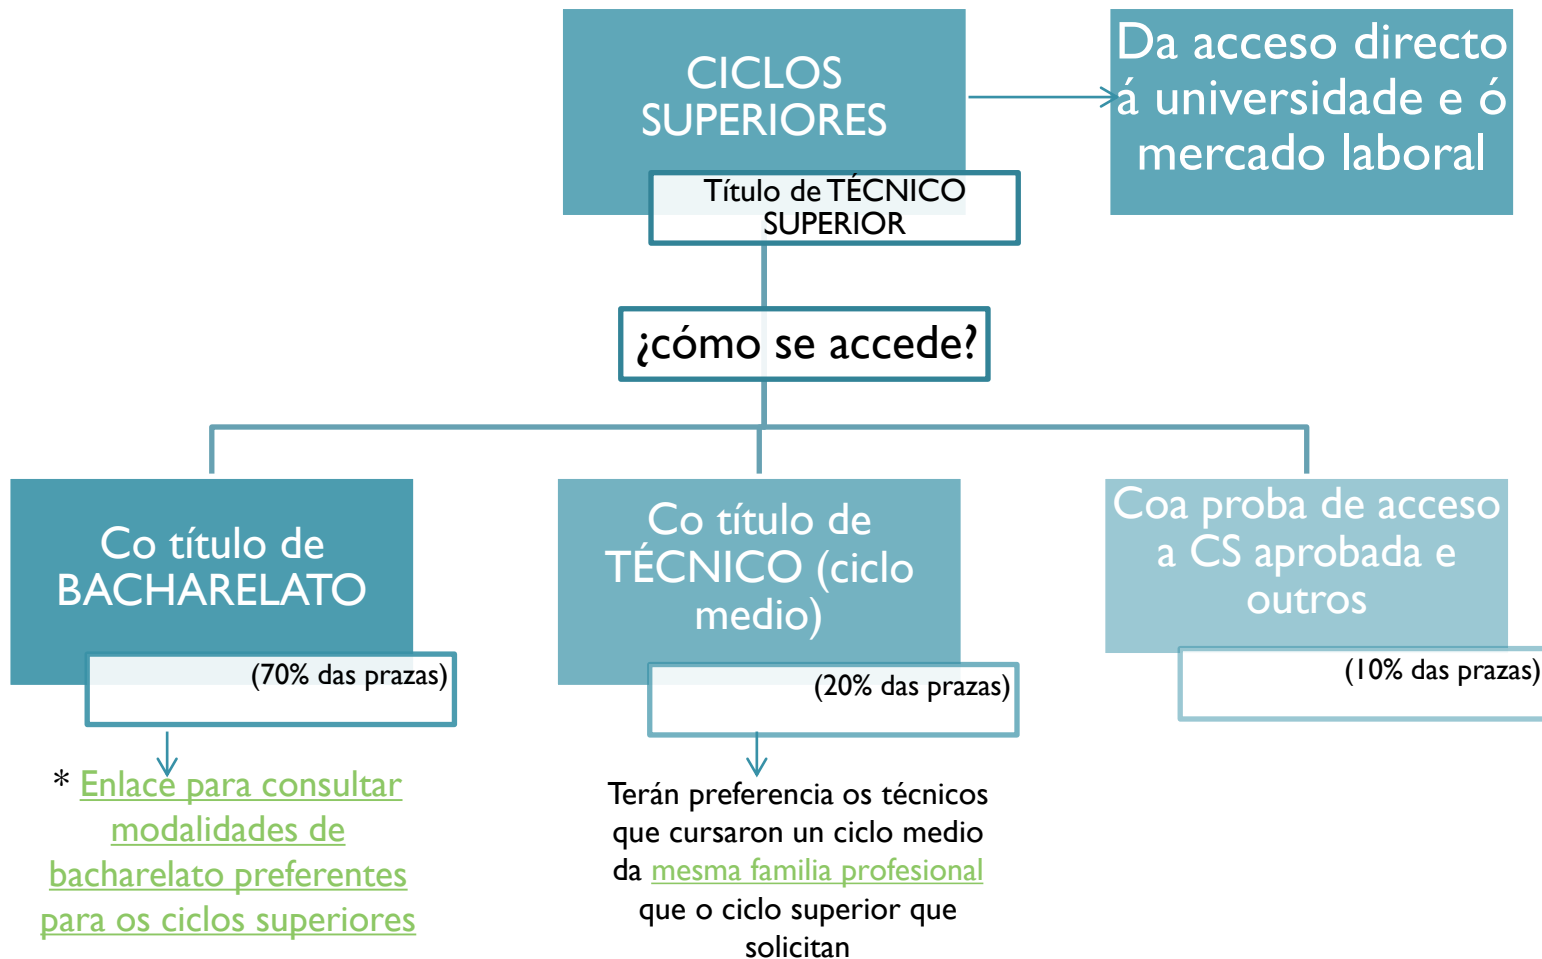 CICLOS
SUPERIORES
Título de TÉCNICO
SUPERIOR
Da acceso directo
á universidade e ó
mercado laboral
¿cómo se accede?
Co título de
BACHARELATO
(70% das prazas)
* Enlace para consultar
modalidades de
bacharelato preferentes
para os ciclos superiores
Co título de
TÉCNICO (ciclo
medio)
(20% das prazas)
Terán preferencia os técnicos
que cursaron un ciclo medio
da mesma familia profesional
que o ciclo superior que
solicitan
Coa proba de acceso
a CS aprobada e
outros
(10% das prazas)